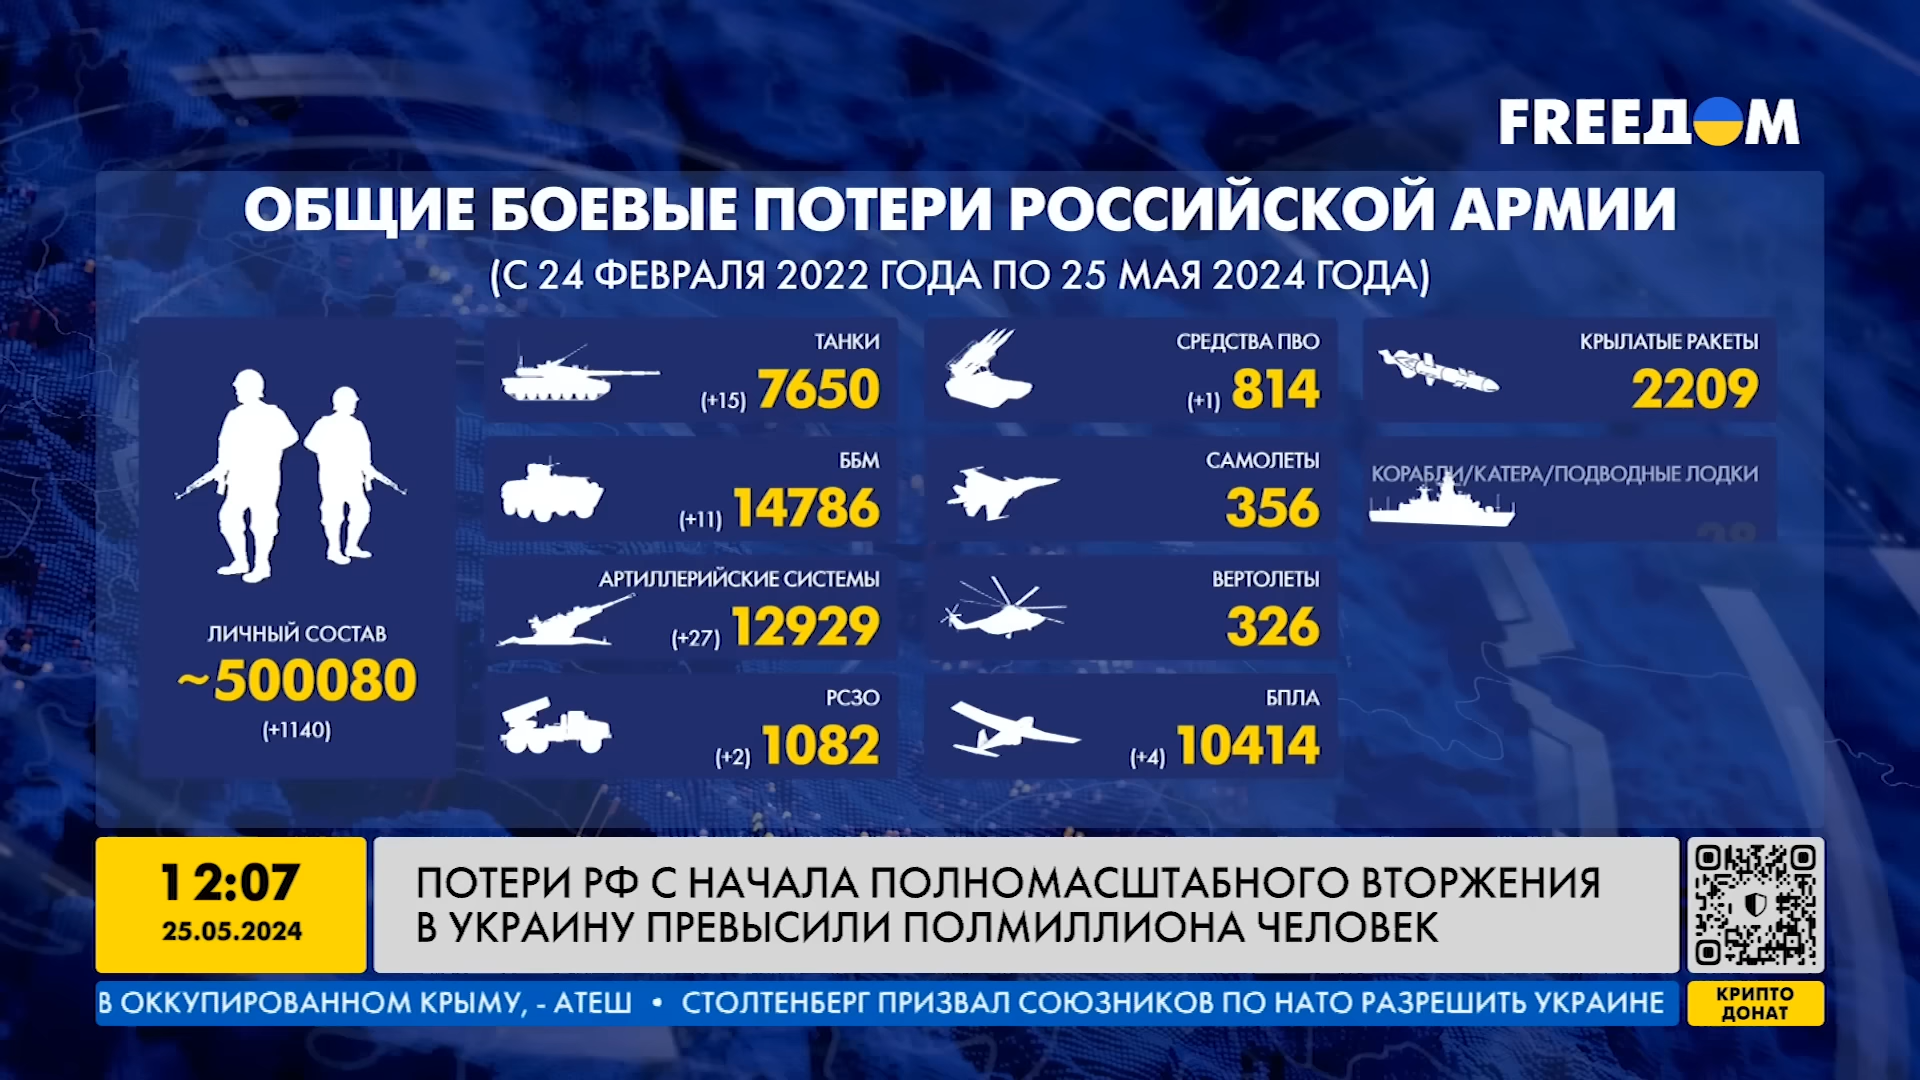 FREEДОМ
ОБЩИЕ БОЕВЫЕ ПОТЕРИ РОССИЙСКОЙ АРМИИ
(С 24 ФЕВРАЛЯ 2022 ГОДА ПО 25 МАЯ 2024 ГОДА)
ЛИЧНЫЙ СОСТАВ
~500080
(+1140)
ТАНКИ
(+15) 7650
ББМ
(+11) 14786
АРТИЛЛЕРИЙСКИЕ СИСТЕМЫ
(+27) 12929
РСЗО
(+2) 1082
СРЕДСТВА ПВО
(+1) 814
САМОЛЕТЫ
356
ВЕРТОЛЕТЫ
326
БПЛА
(+4) 10414
КРЫЛАТЫЕ РАКЕТЫ
2209
КОРАБЛИ/КАТЕРА/ПОДВОДНЫЕ ЛОДКИ
12:07
25.05.2024
ПОТЕРИ РФ С НАЧАЛА ПОЛНОМАСШТАБНОГО ВТОРЖЕНИЯ
В УКРАИНУ ПРЕВЫСИЛИ ПОЛМИЛЛИОНА ЧЕЛОВЕК
В ОККУПИРОВАННОМ КРЫМУ, - АТЕШ • СТОЛТЕНБЕРГ ПРИЗВАЛ СОЮЗНИКОВ ПО НАТО РАЗРЕШИТЬ УКРАИНЕ
КРИПТО
ДОНАТ